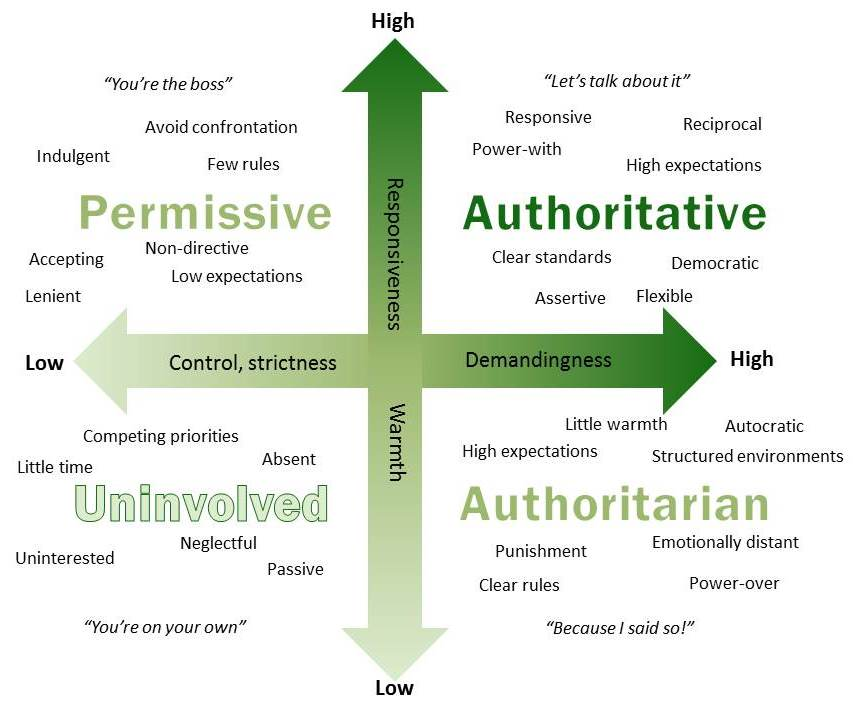 High
“You’re the boss”
Avoid confrontation
Indulgent
Few rules
Permissive
Non-directive
Accepting
Low expectations
Lenient
“Let’s talk about it”
Responsive
Reciprocal
Power-with
High expectations
Authoritative
Clear standards
Democratic
Assertive
Flexible
Responsiveness
Low
Control, strictness
Demandingness
High
Warmth
Competing priorities
Absent
Little time
Uninvolved
Neglectful
Uninterested
Passive
“You’re on your own”
Little warmth
Autocratic
High expectations
Structured environments
Authoritarian
Emotionally distant
Punishment
Clear rules
Power-over
“Because I said so!”
Low